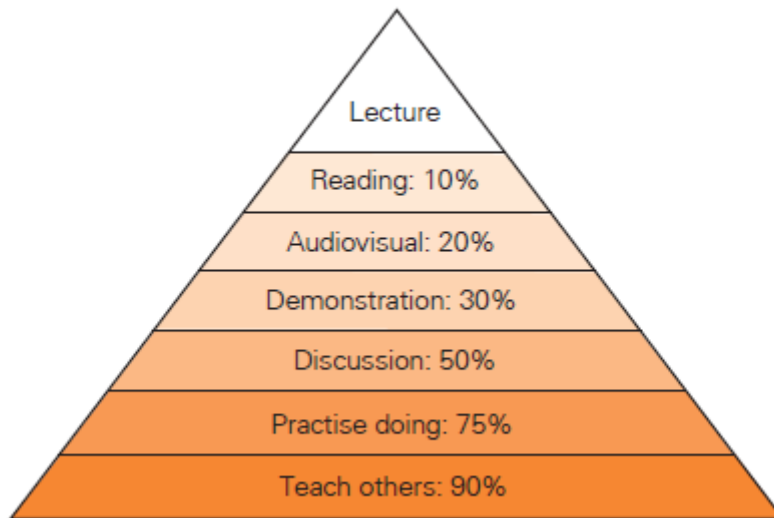 Lecture
Reading: 10%
Audiovisual: 20%
Demonstration: 30%
Discussion: 50%
Practise doing: 75%
Teach others: 90%